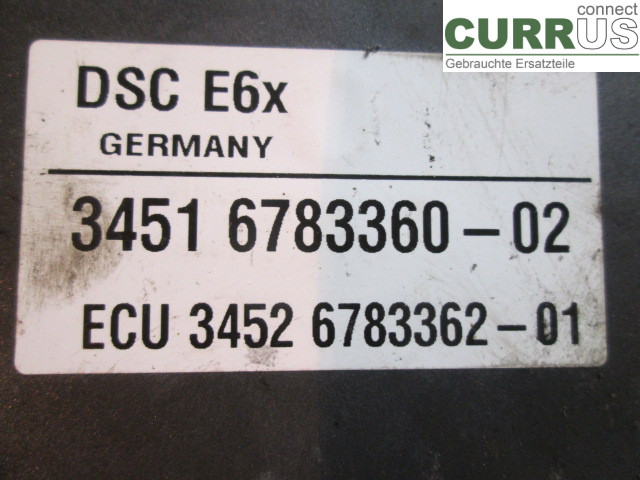 connect
CURRUS
Gebrauchte Ersatzteile
DSC E6x
GERMANY
3451 6783360-02
ECU 3452 6783362-01